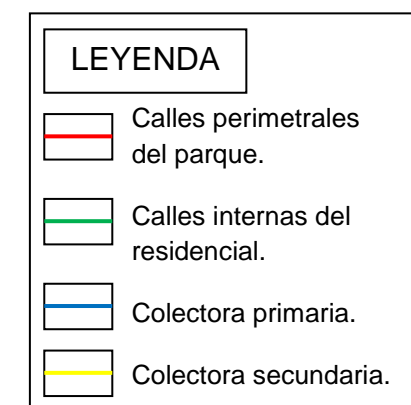 LEYENDA
Calles perimetrales
del parque.
Calles internas del
residencial.
Colectora primaria.
Colectora secundaria.